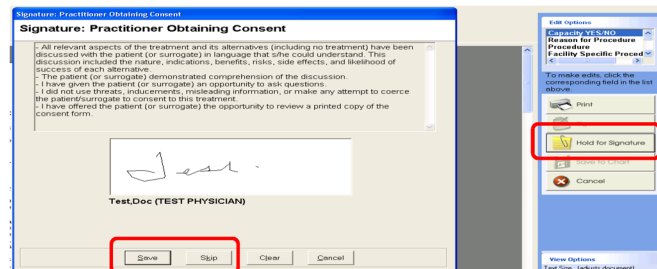 Signature: Practitioner Obtaining Consent
Signature: Practitioner Obtaining Consent
- All relevant aspects of the treatment and its alternatives (including no treatment) have been
discussed with the patient (or surrogate) in language that s/he could understand. This
discussion included the nature, indications, benefits, risks, side effects, and likelihood of
success of each alternative.
- The patient (or surrogate) demonstrated comprehension of the discussion.
- I have given the patient (or surrogate) an opportunity to ask questions.
- I did not use threats, inducements, misleading information, or make any attempt to coerce
the patient/surrogate to consent to this treatment.
- I have offered the patient (or surrogate) the opportunity to review a printed copy of the
consent form.
Test.
Test,Doc (TEST PHYSICIAN)
Save
Skip
Clear
Cancel
Edit Options
Capacity YES/NO
Reason for Procedure
Procedure
Facility Specific Proced
To make edits, click the
corresponding field in the list
above.
Print
Hold for Signature
Save to Chart
Cancel
View Options
Text Size (adjusts document)